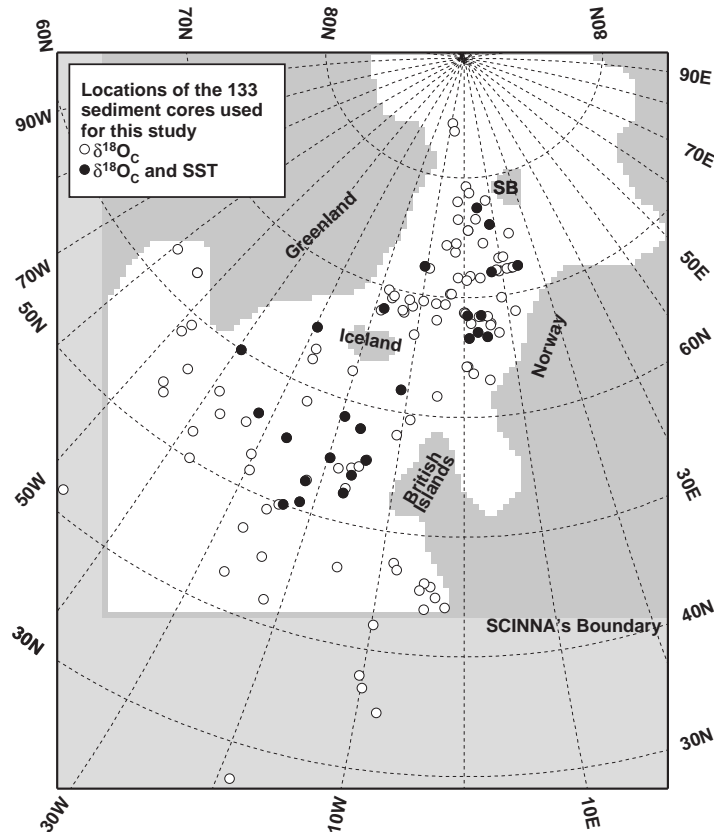 60N
70N
80N
80N
90E
70E
50E
60N
30E
40N
30N
10E
10W
30W
30N
50W
50N
70W
90W
Locations of the 133
sediment cores used
for this study
δ¹⁸O_C
δ¹⁸O_C and SST
SB
Greenland
Iceland
Norway
British
Islands
SCINNA's Boundary